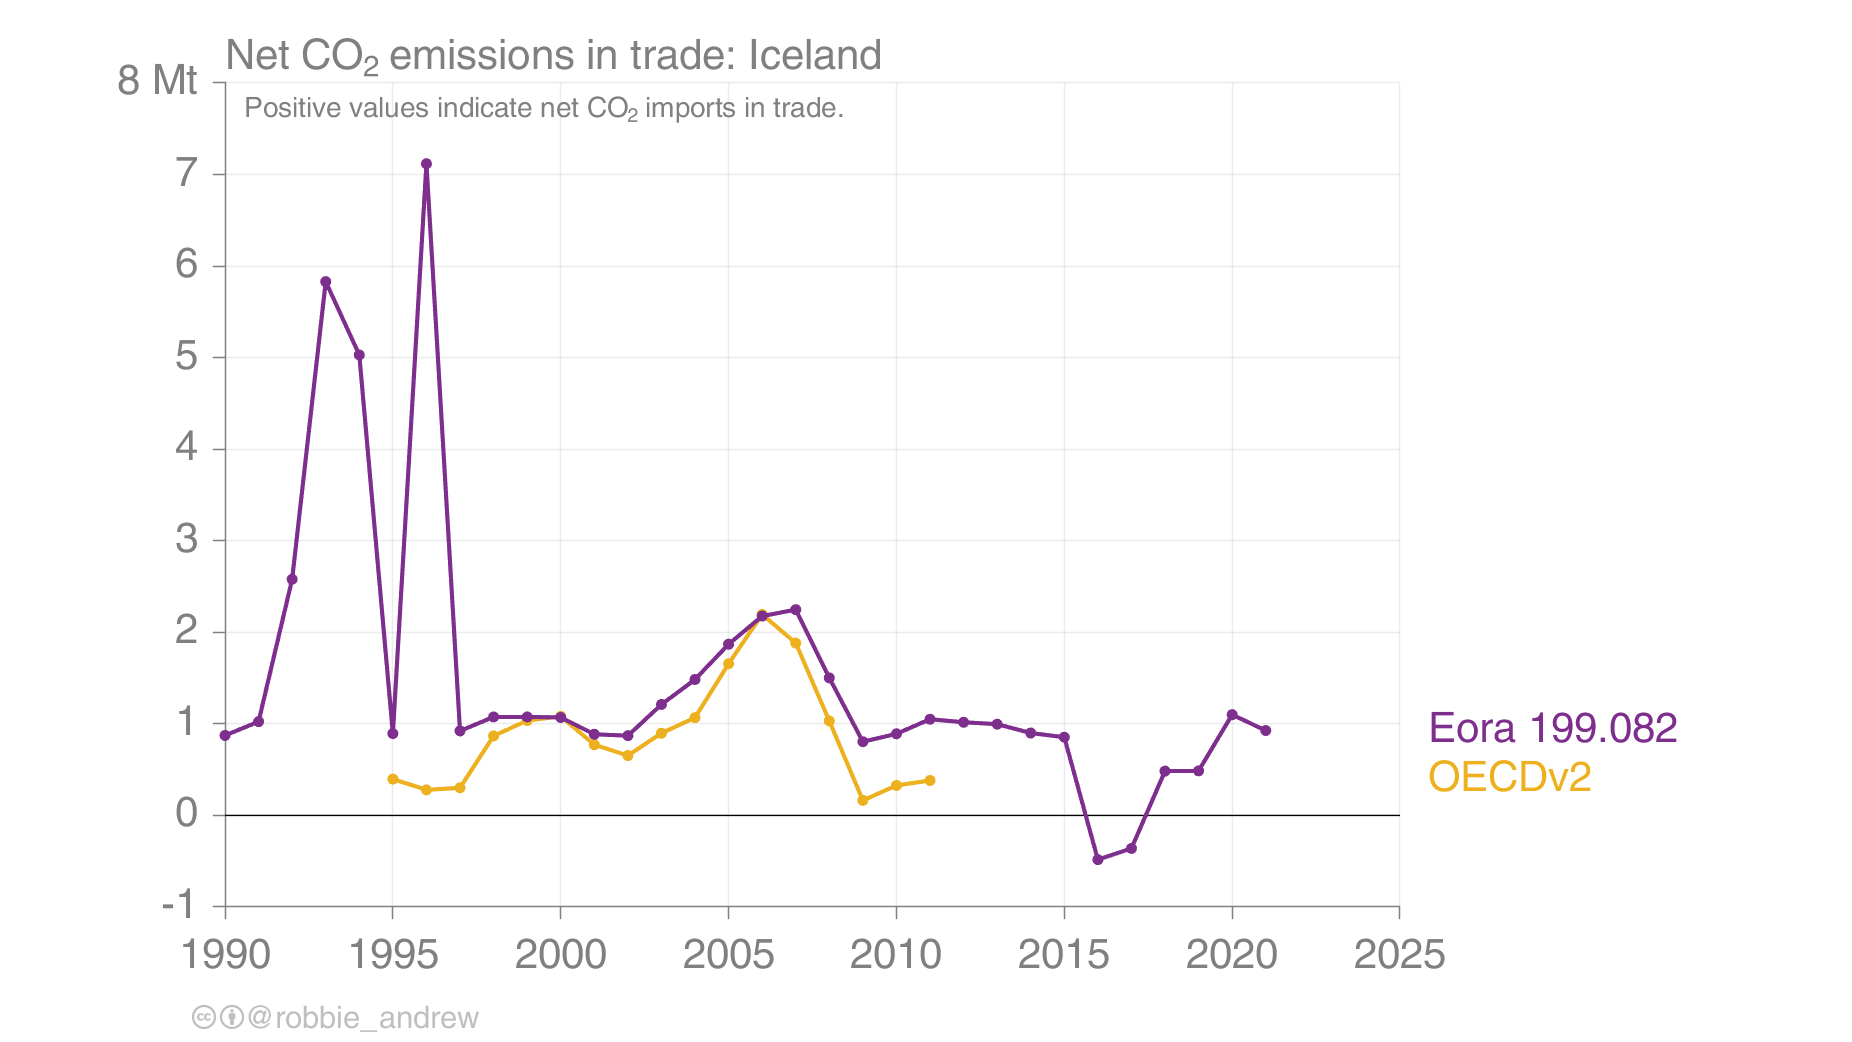 Net CO₂ emissions in trade: Iceland
8 Mt
Positive values indicate net CO₂ imports in trade.
7
6
5
4
3
2
1
0
-1
Eora 199.082
OECDv2
1990 1995 2000 2005 2010 2015 2020 2025
@robbie_andrew